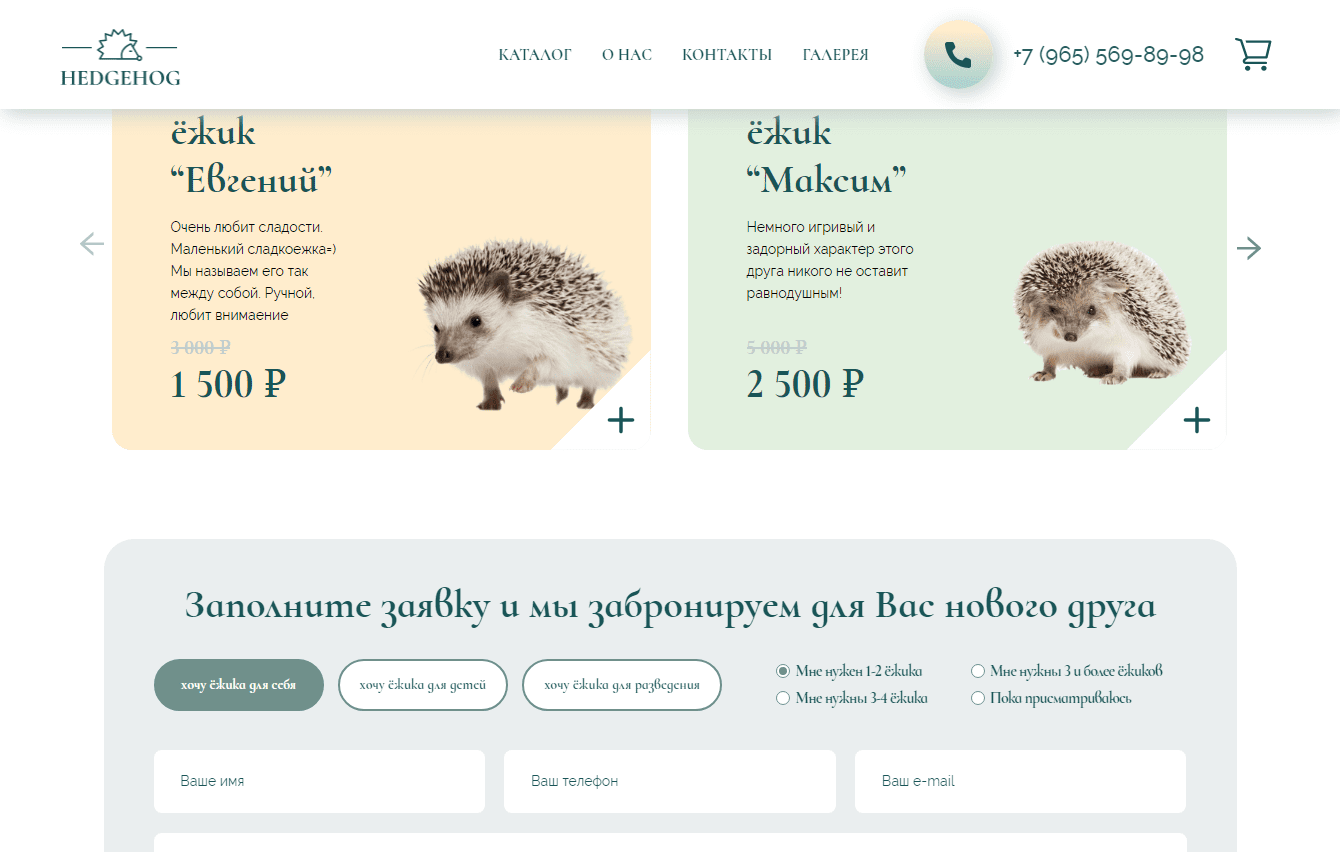 HEDGEHOG
КАТАЛОГ
О НАС
КОНТАКТЫ
ГАЛЕРЕЯ
+7 (965) 569-89-98
ёжик
“Евгений”
Очень любит сладости.
Маленький сладкоежка=)
Мы называем его так
между собой. Ручной,
любит внимаение
3 000 ₽
1 500 ₽
ёжик
“Максим”
Немного игривый и
задорный характер этого
друга никого не оставит
равнодушным!
5 000 ₽
2 500 ₽
Заполните заявку и мы забронируем для Вас нового друга
хочу ёжика для себя
хочу ёжика для детей
хочу ёжика для разведения
Мне нужен 1-2 ёжика
Мне нужны 3 и более ёжиков
Мне нужны 3-4 ёжика
Пока присматриваюсь
Ваше имя
Ваш телефон
Ваш e-mail